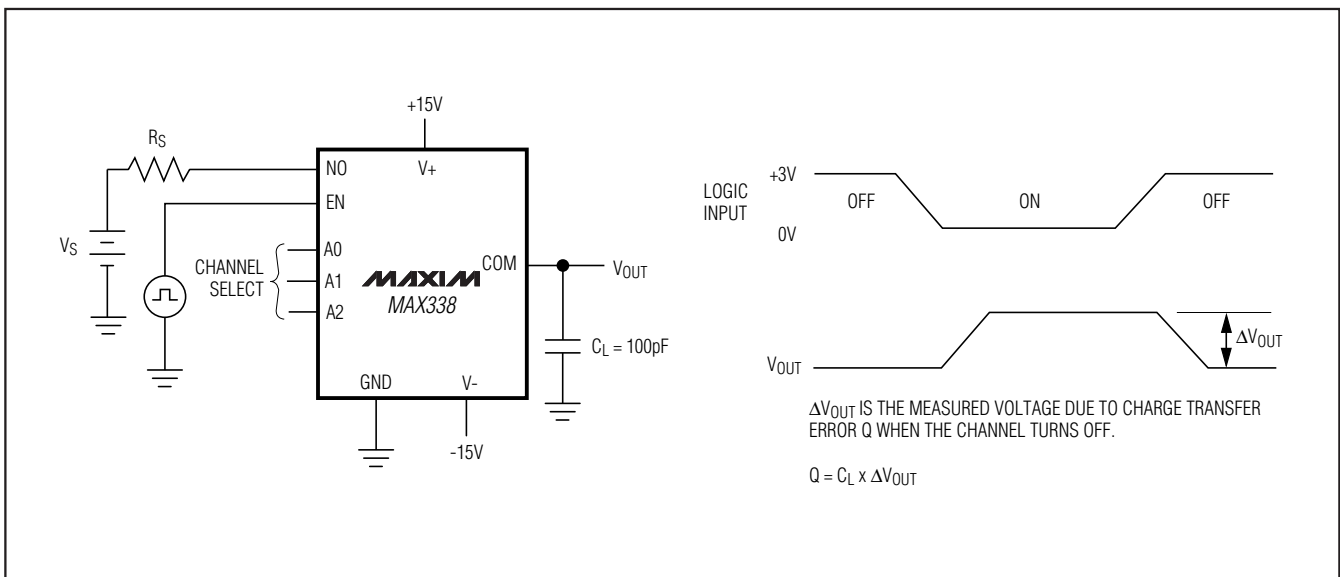 +15V
R_S
NO
V+
EN
V_S
A0
CHANNEL
SELECT
A1
A2
MAXIM
MAX338
COM
V_OUT
C_L = 100pF
GND
V-
-15V
LOGIC
INPUT
+3V
0V
OFF
ON
OFF
V_OUT
ΔV_OUT
ΔV_OUT IS THE MEASURED VOLTAGE DUE TO CHARGE TRANSFER
ERROR Q WHEN THE CHANNEL TURNS OFF.
Q = C_L x ΔV_OUT